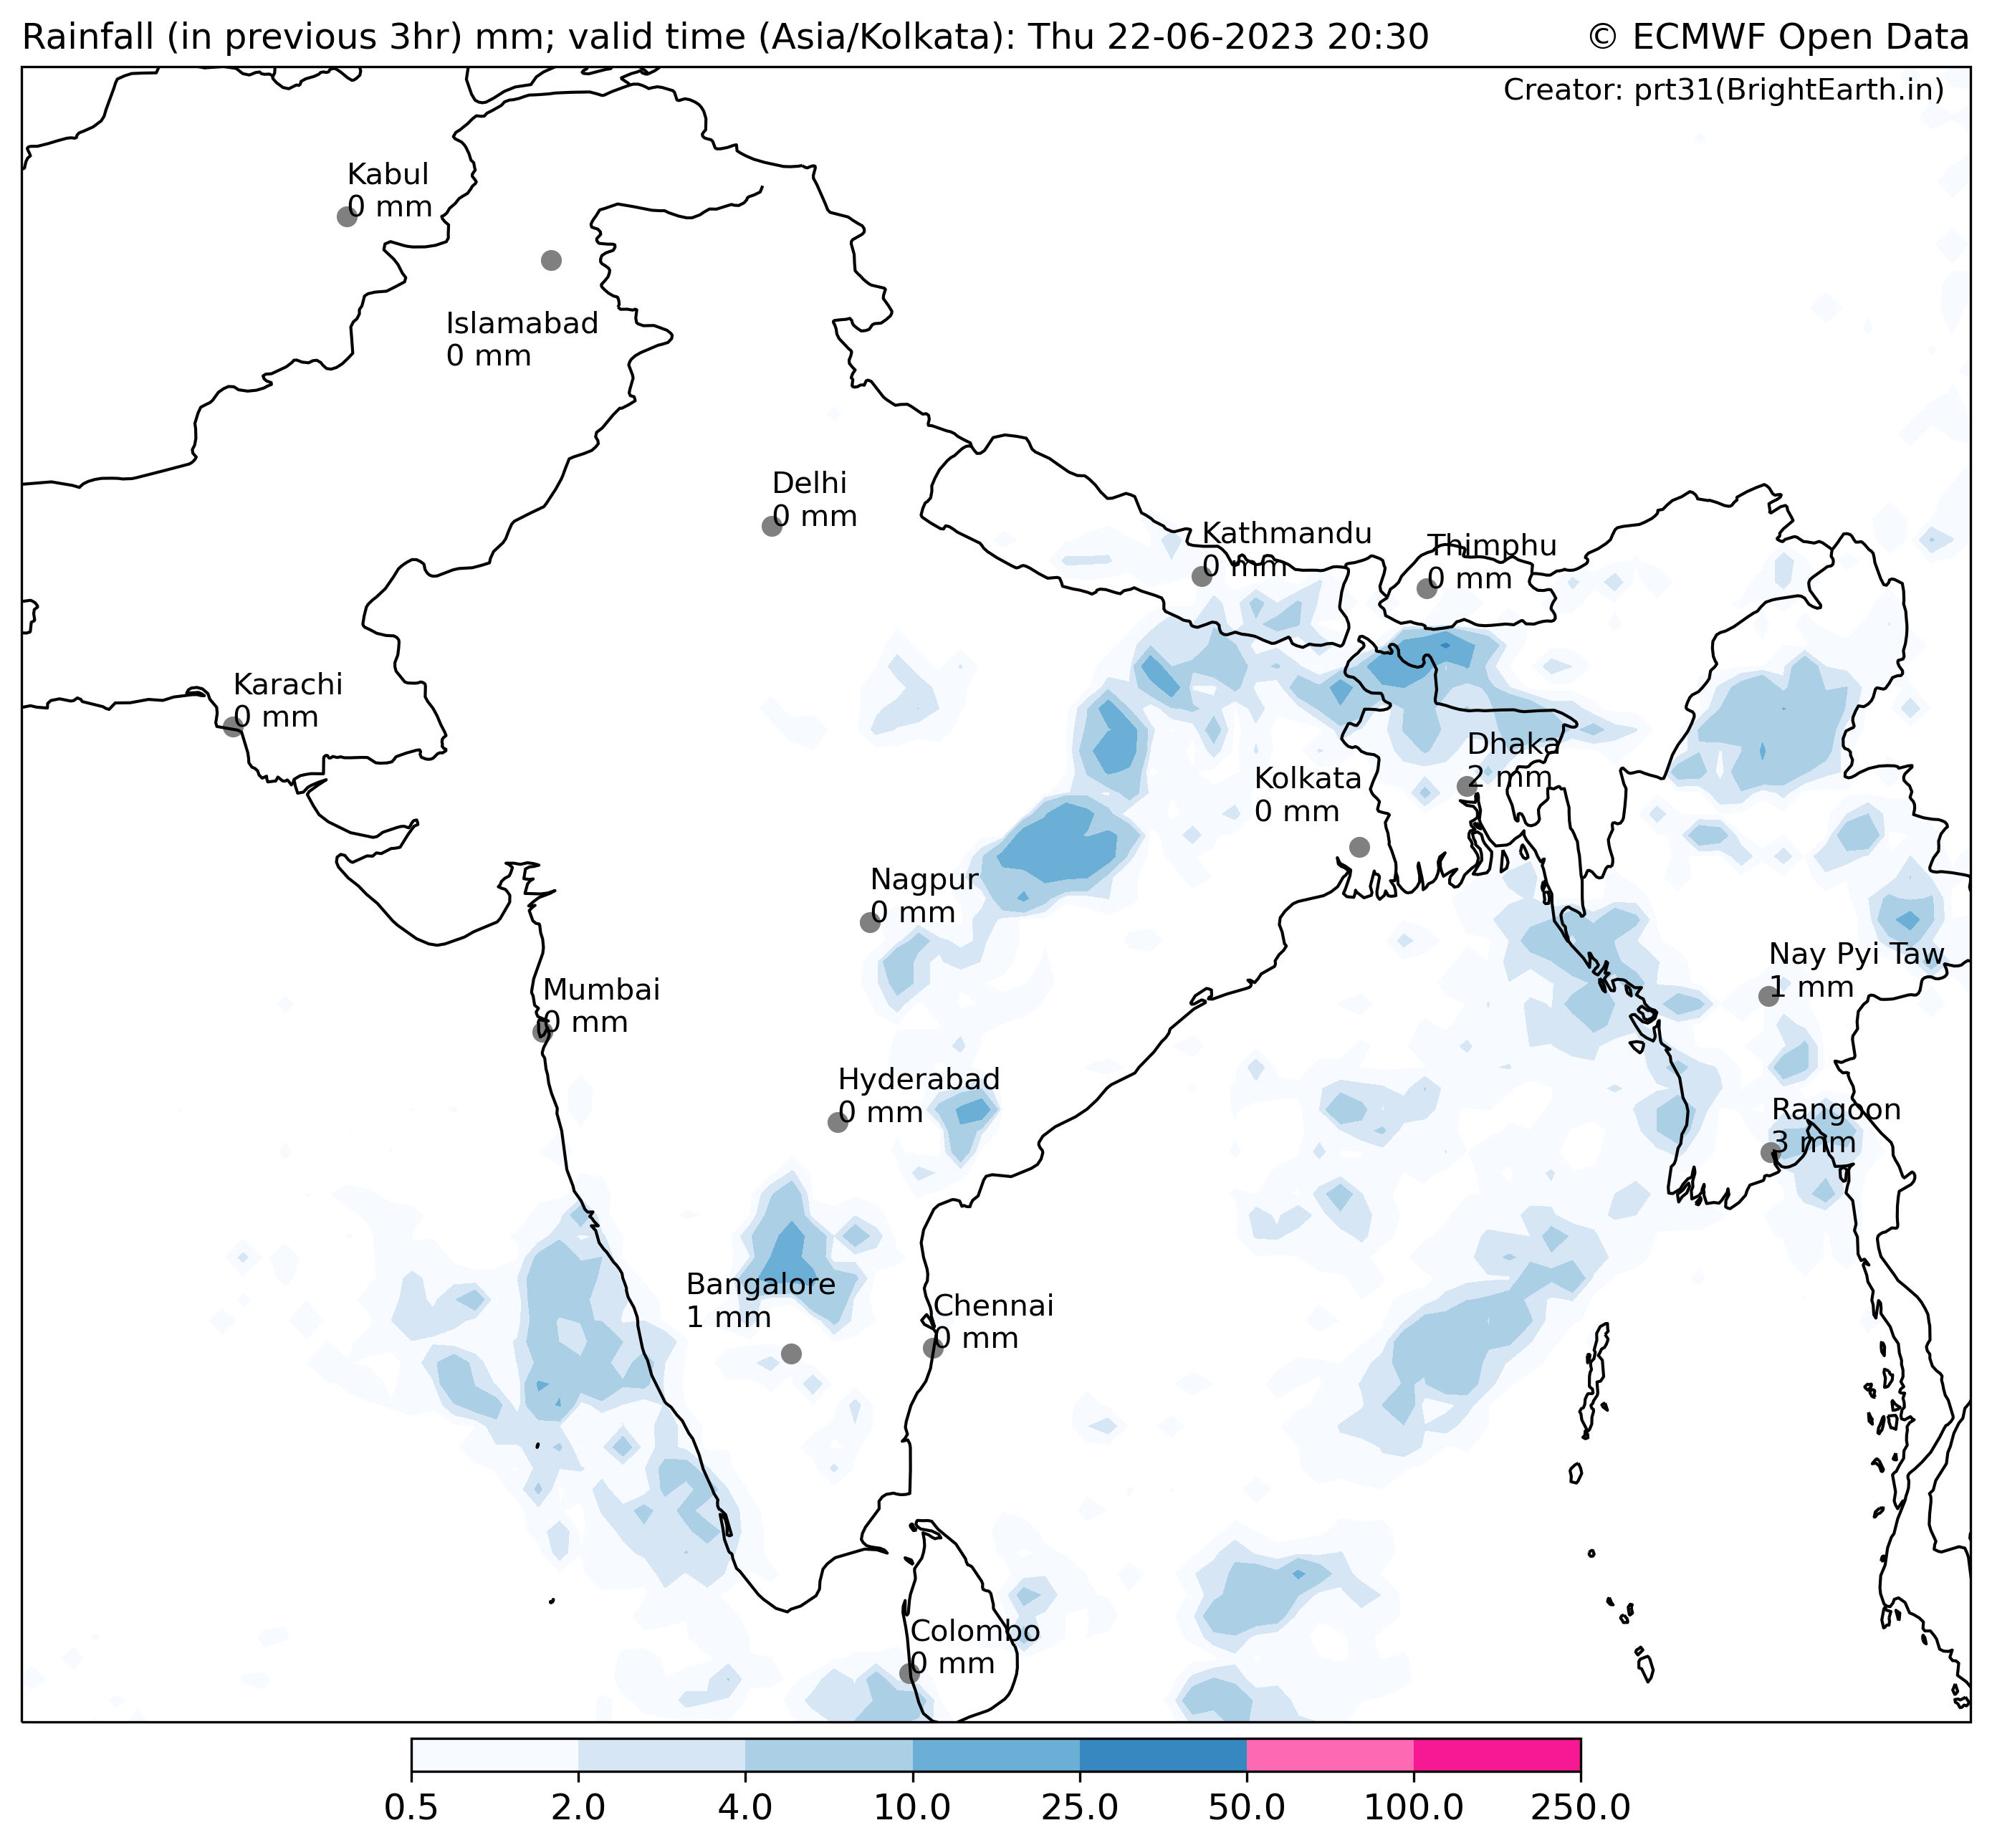 Rainfall (in previous 3hr) mm; valid time (Asia/Kolkata): Thu 22-06-2023 20:30
© ECMWF Open Data
Creator: prt31(BrightEarth.in)
Kabul
0 mm
Islamabad
0 mm
Delhi
0 mm
Kathmandu
0 mm
Thimphu
0 mm
Karachi
0 mm
Dhaka
2 mm
Kolkata
0 mm
Nagpur
0 mm
Nay Pyi Taw
1 mm
Mumbai
0 mm
Hyderabad
0 mm
Rangoon
3 mm
Bangalore
1 mm
Chennai
0 mm
Colombo
0 mm
0.5 2.0 4.0 10.0 25.0 50.0 100.0 250.0